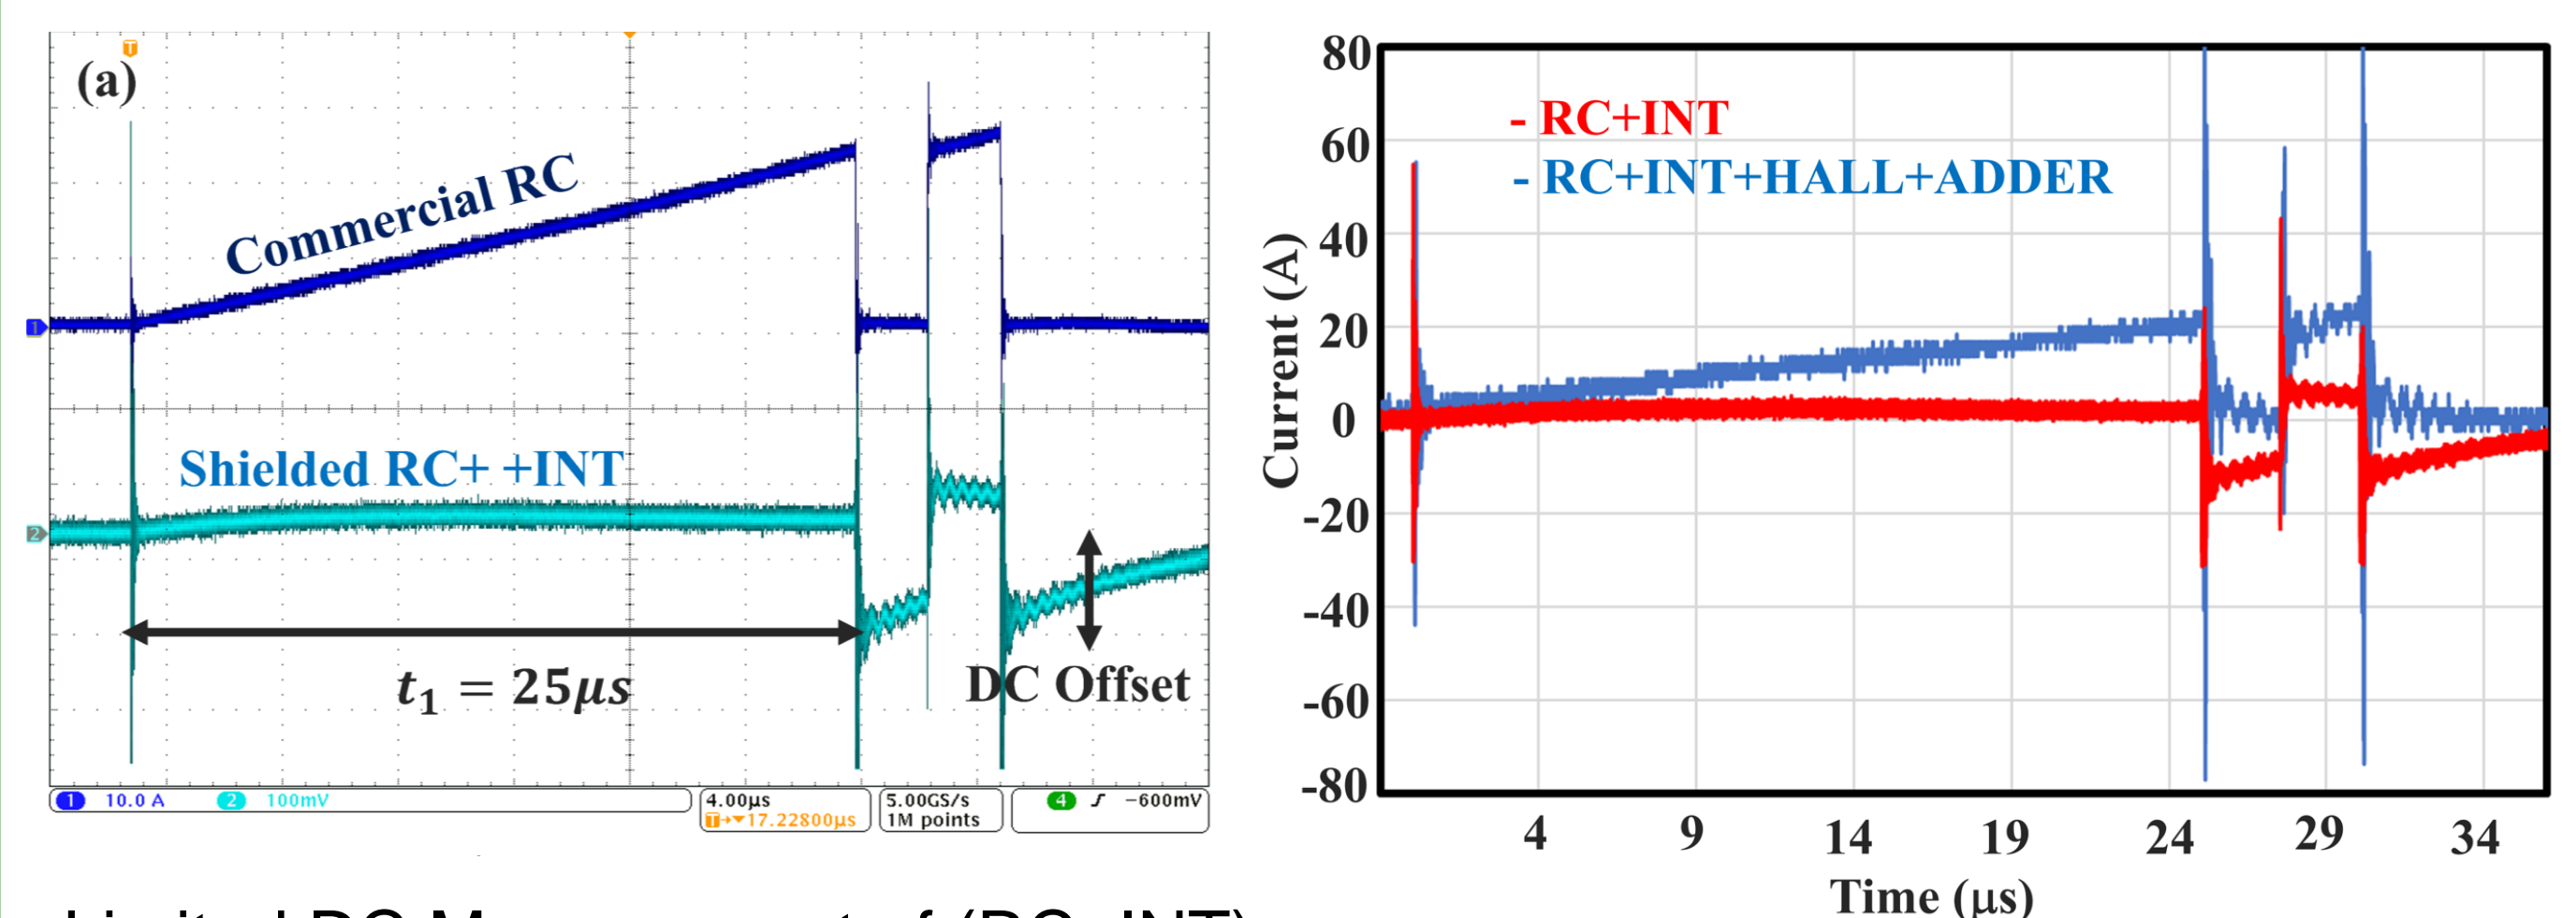 (a)
Commercial RC
Shielded RC+ +INT
t₁ = 25μs
DC Offset
1
2
T
1 10.0 A 2 100mV
4.00μs
T→▼17.22800μs
5.00GS/s
1M points
4 ∫ −600mV
80
60
40
20
0
-20
-40
-60
-80
Current (A)
- RC+INT
- RC+INT+HALL+ADDER
4 9 14 19 24 29 34
Time (μs)